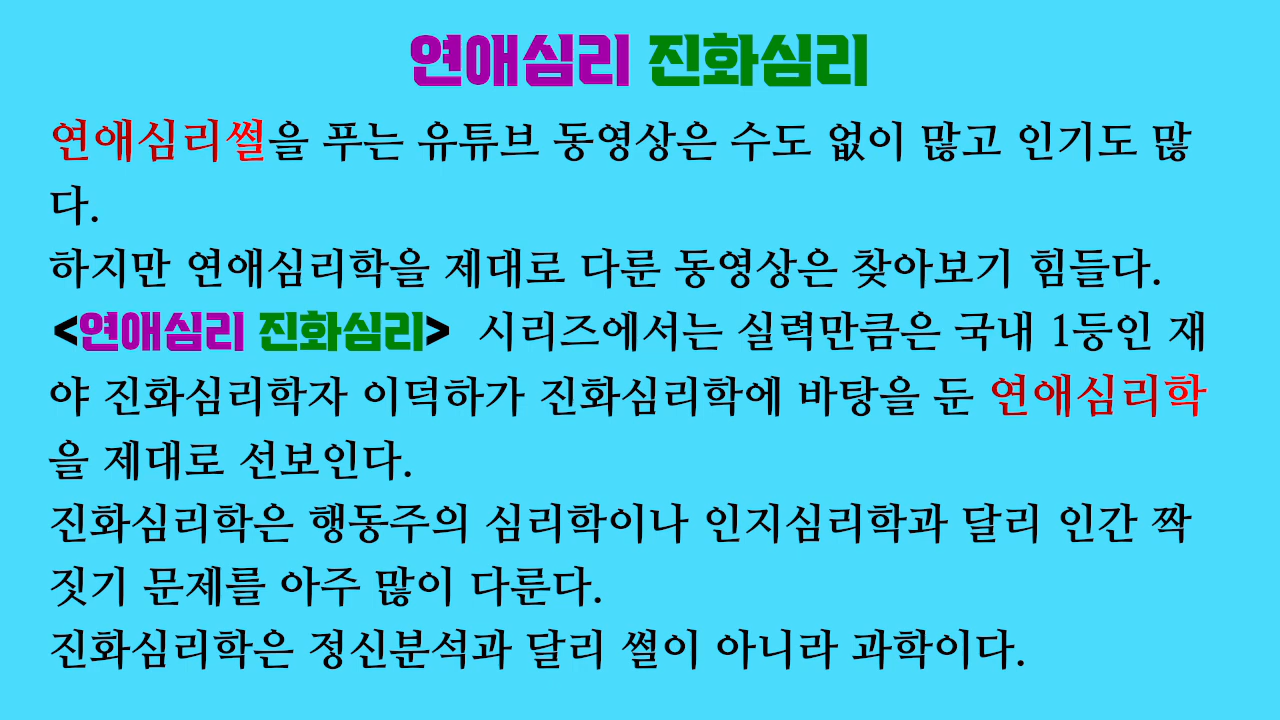 연애심리 진화심리
연애심리썰을 푸는 유튜브 동영상은 수도 없이 많고 인기도 많
다.
하지만 연애심리학을 제대로 다룬 동영상은 찾아보기 힘들다.
<연애심리 진화심리> 시리즈에서는 실력만큼은 국내 1등인 재
야 진화심리학자 이덕하가 진화심리학에 바탕을 둔 연애심리학
을 제대로 선보인다.
진화심리학은 행동주의 심리학이나 인지심리학과 달리 인간 짝
짓기 문제를 아주 많이 다룬다.
진화심리학은 정신분석과 달리 썰이 아니라 과학이다.